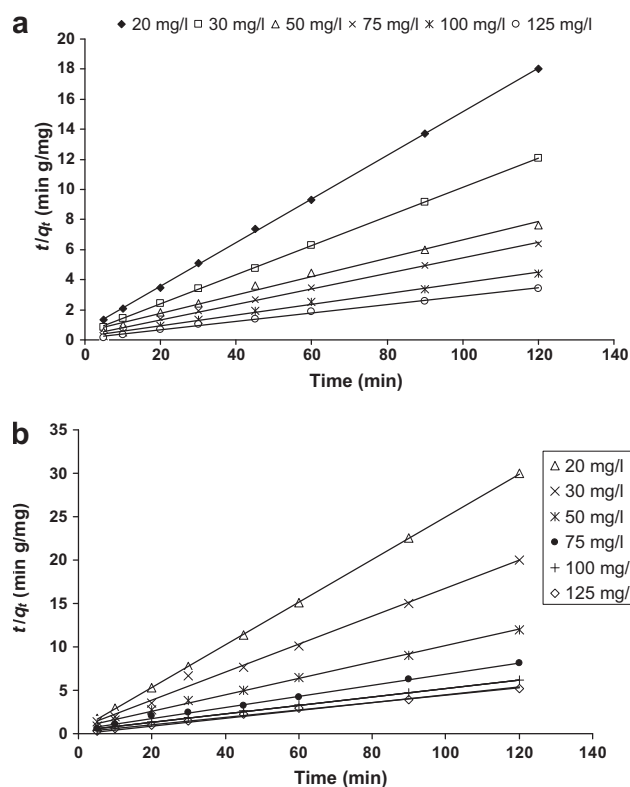 a
20 mg/l 30 mg/l 50 mg/l 75 mg/l 100 mg/l 125 mg/l
20
18
16
14
12
10
8
6
4
2
0
t/qt (min g/mg)
0 20 40 60 80 100 120 140
Time (min)
b
35
30
25
20
15
10
5
0
t/qt (min g/mg)
20 mg/l
30 mg/l
50 mg/l
75 mg/l
100 mg/l
125 mg/l
0 20 40 60 80 100 120 140
Time (min)